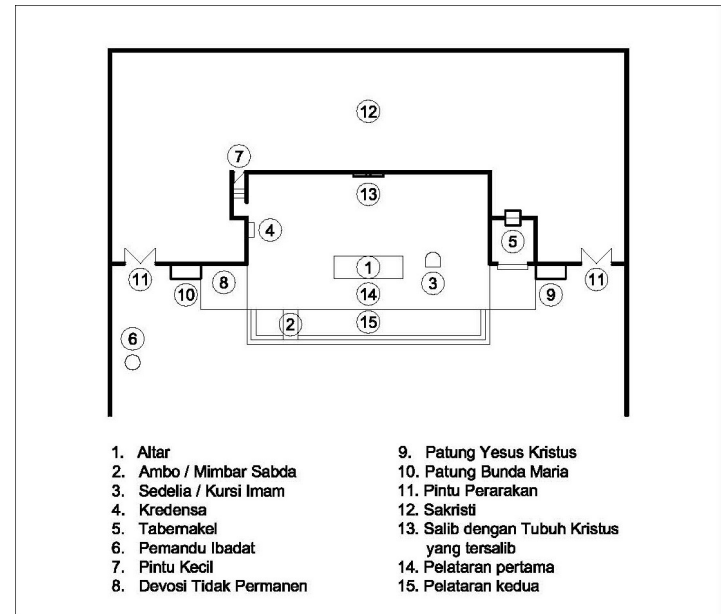 12
7
13
4
5
1
3
11
10
8
14
9
11
2
15
6
1. Altar
2. Ambo / Mimbar Sabda
3. Sedelia / Kursi Imam
4. Kredensa
5. Tabernakel
6. Pemandu Ibadat
7. Pintu Kecil
8. Devosi Tidak Permanen
9. Patung Yesus Kristus
10. Patung Bunda Maria
11. Pintu Perarakan
12. Sakristi
13. Salib dengan Tubuh Kristus
yang tersalib
14. Pelataran pertama
15. Pelataran kedua